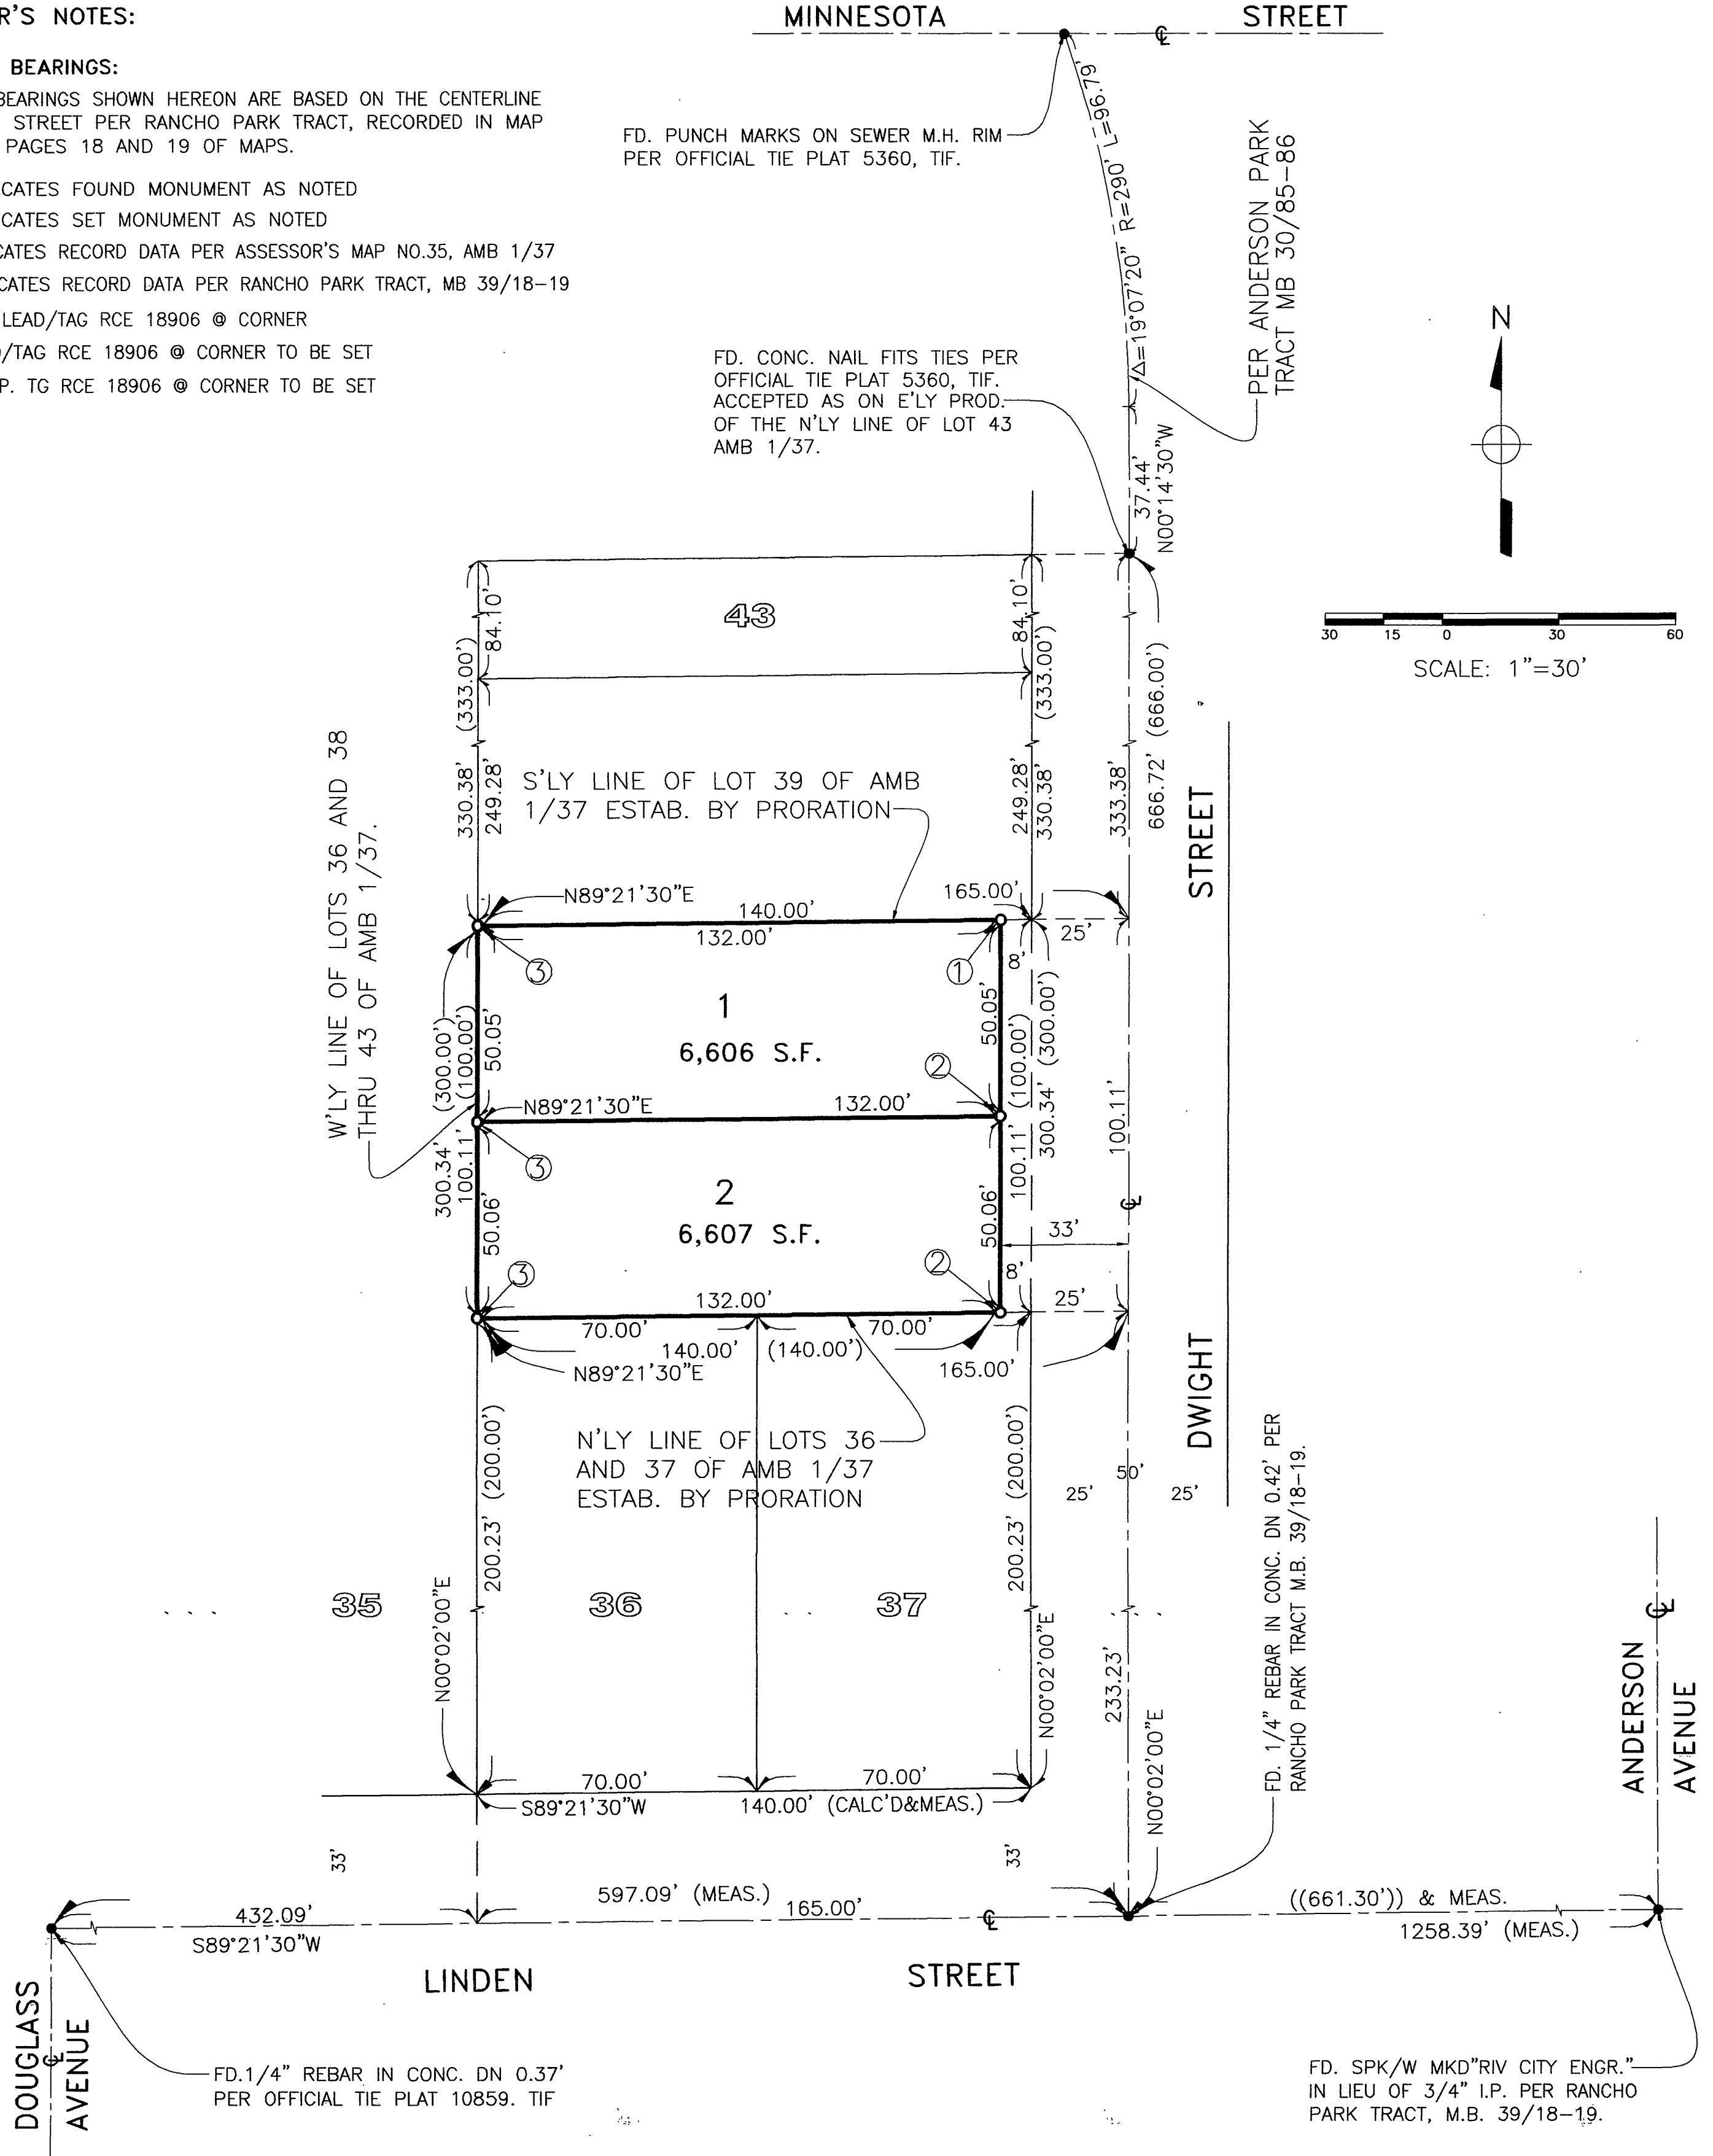 R'S NOTES:
BEARINGS:
BEARINGS SHOWN HEREON ARE BASED ON THE CENTERLINE
STREET PER RANCHO PARK TRACT, RECORDED IN MAP
PAGES 18 AND 19 OF MAPS.
CATES FOUND MONUMENT AS NOTED
CATES SET MONUMENT AS NOTED
CATES RECORD DATA PER ASSESSOR'S MAP NO.35, AMB 1/37
CATES RECORD DATA PER RANCHO PARK TRACT, MB 39/18-19
LEAD/TAG RCE 18906 @ CORNER
/TAG RCE 18906 @ CORNER TO BE SET
P. TG RCE 18906 @ CORNER TO BE SET
MINNESOTA STREET
℄
FD. PUNCH MARKS ON SEWER M.H. RIM
PER OFFICIAL TIE PLAT 5360, TIF.
Δ=19°07'20" R=290' L=96.79'
PER ANDERSON PARK
TRACT MB 30/85-86
FD. CONC. NAIL FITS TIES PER
OFFICIAL TIE PLAT 5360, TIF.
ACCEPTED AS ON E'LY PROD.
OF THE N'LY LINE OF LOT 43
AMB 1/37.
37.44'
N00°14'30"W
N
30 15 0 30 60
SCALE: 1"=30'
43
84.10'
(333.00')
84.10'
(333.00')
666.72' (666.00')
330.38'
249.28'
249.28'
330.38'
333.38'
W'LY LINE OF LOTS 36 AND 38
THRU 43 OF AMB 1/37.
S'LY LINE OF LOT 39 OF AMB
1/37 ESTAB. BY PRORATION
STREET
N89°21'30"E
140.00'
165.00'
132.00'
25'
8'
3
1
1
6,606 S.F.
50.05'
50.05'
(300.00')
(100.00')
(100.00')
(300.00')
2
N89°21'30"E
132.00'
300.34'
100.11'
100.11'
300.34'
100.11'
3
2
6,607 S.F.
50.06'
50.06'
℄
33'
3
2
8'
132.00'
25'
70.00'
70.00'
140.00' (140.00')
165.00'
N89°21'30"E
DWIGHT
N'LY LINE OF LOTS 36
AND 37 OF AMB 1/37
ESTAB. BY PRORATION
200.23' (200.00')
200.23' (200.00')
50'
25'
25'
FD. 1/4" REBAR IN CONC. DN 0.42' PER
RANCHO PARK TRACT M.B. 39/18-19.
35
36
37
N00°02'00"E
N00°02'00"E
233.23'
N00°02'00"E
℄
ANDERSON
AVENUE
70.00'
70.00'
S89°21'30"W
140.00' (CALC'D&MEAS.)
33'
33'
597.09' (MEAS.)
165.00'
((661.30')) & MEAS.
432.09'
S89°21'30"W
℄
1258.39' (MEAS.)
LINDEN STREET
DOUGLASS
℄
AVENUE
FD.1/4" REBAR IN CONC. DN 0.37'
PER OFFICIAL TIE PLAT 10859. TIF
FD. SPK/W MKD"RIV CITY ENGR."
IN LIEU OF 3/4" I.P. PER RANCHO
PARK TRACT, M.B. 39/18-19.